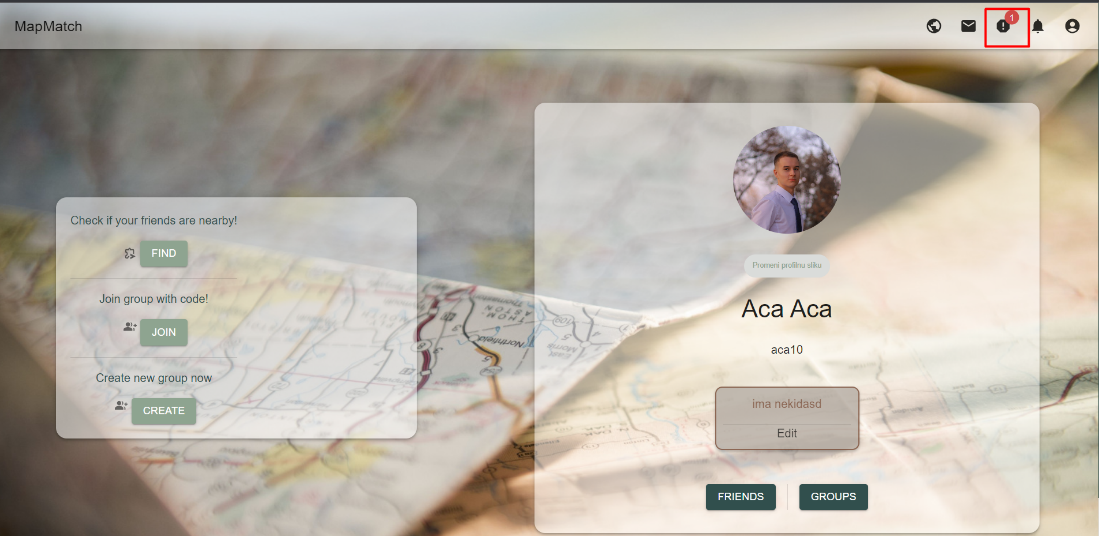 MapMatch
1
Check if your friends are nearby!
FIND
Join group with code!
JOIN
Create new group now
CREATE
Promeni profilnu sliku
Aca Aca
aca10
ima nekidasd
Edit
FRIENDS
GROUPS
Northfield